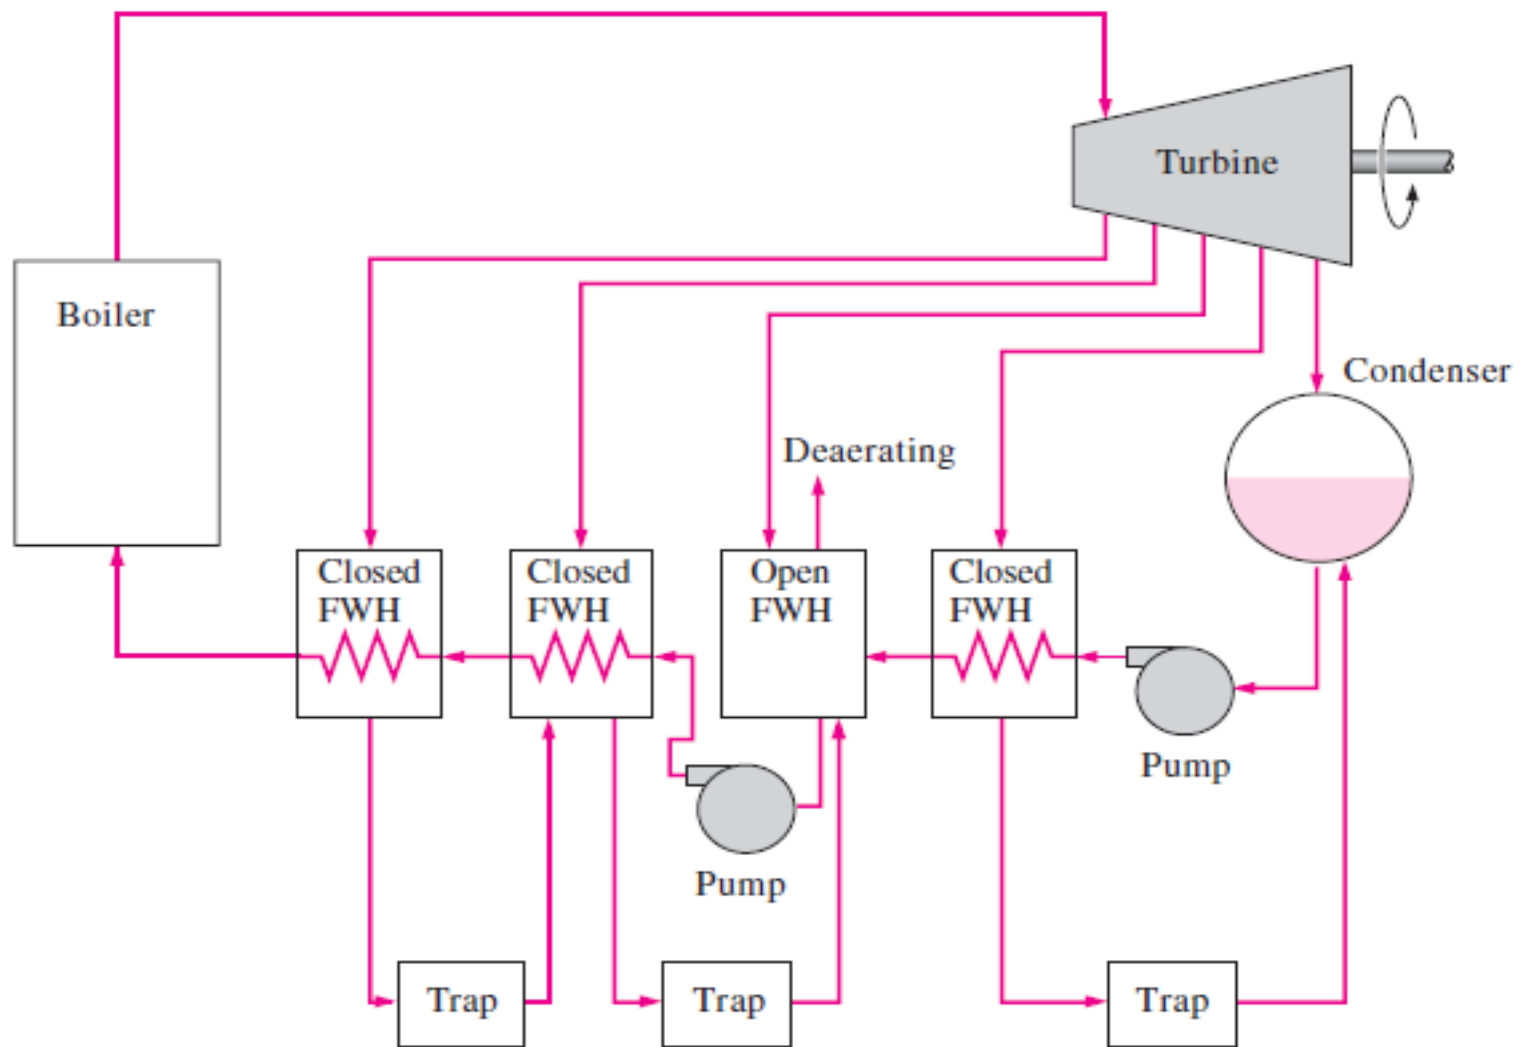 Turbine
Boiler
Condenser
Deaerating
Closed
FWH
Closed
FWH
Open
FWH
Closed
FWH
Pump
Pump
Trap
Trap
Trap